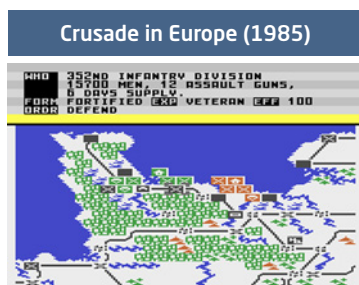 Crusade in Europe (1985)
WHO 352ND INFANTRY DIVISION
15700 MEN, 12 ASSAULT GUNS,
6 DAYS SUPPLY.
FORM FORTIFIED EXP VETERAN EFF 100
ORDR DEFEND